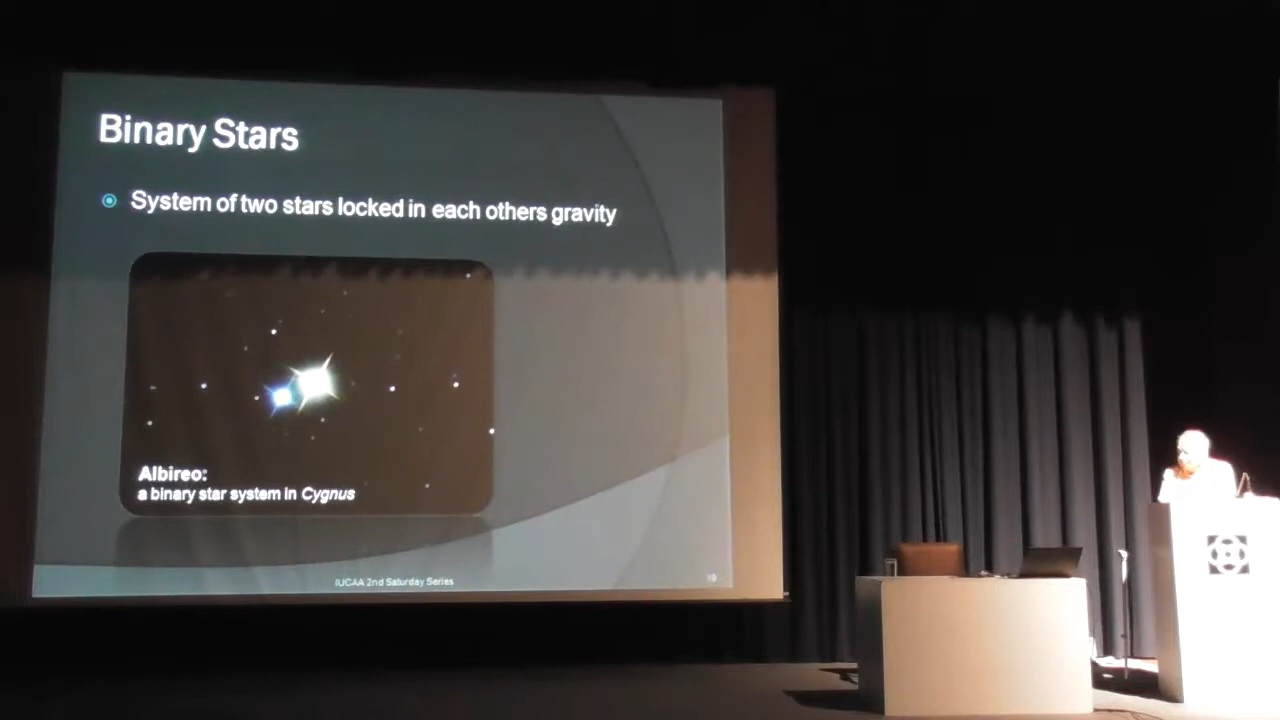 Binary Stars
System of two stars locked in each others gravity
Albireo:
a binary star system in Cygnus
IUCAA 2nd Saturday Series
19